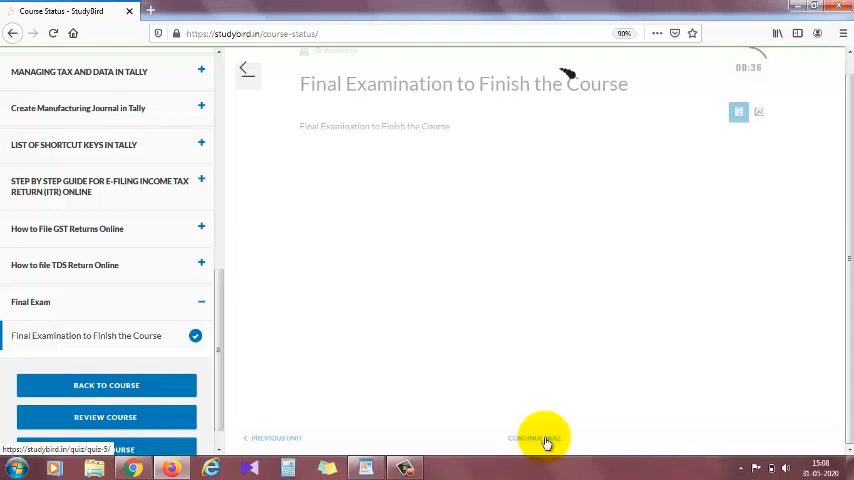 Course Status - StudyBird
https://studybird.in/course-status/
90%
MANAGING TAX AND DATA IN TALLY
Create Manufacturing Journal in Tally
LIST OF SHORTCUT KEYS IN TALLY
STEP BY STEP GUIDE FOR E-FILING INCOME TAX
RETURN (ITR) ONLINE
How to File GST Returns Online
How to file TDS Return Online
Final Exam
Final Examination to Finish the Course
BACK TO COURSE
REVIEW COURSE
COURSE
https://studybird.in/quiz/quiz-5/
00:36
Final Examination to Finish the Course
Final Examination to Finish the Course
PREVIOUS UNIT
CONTINUE QUIZ
15:08
31-05-2020